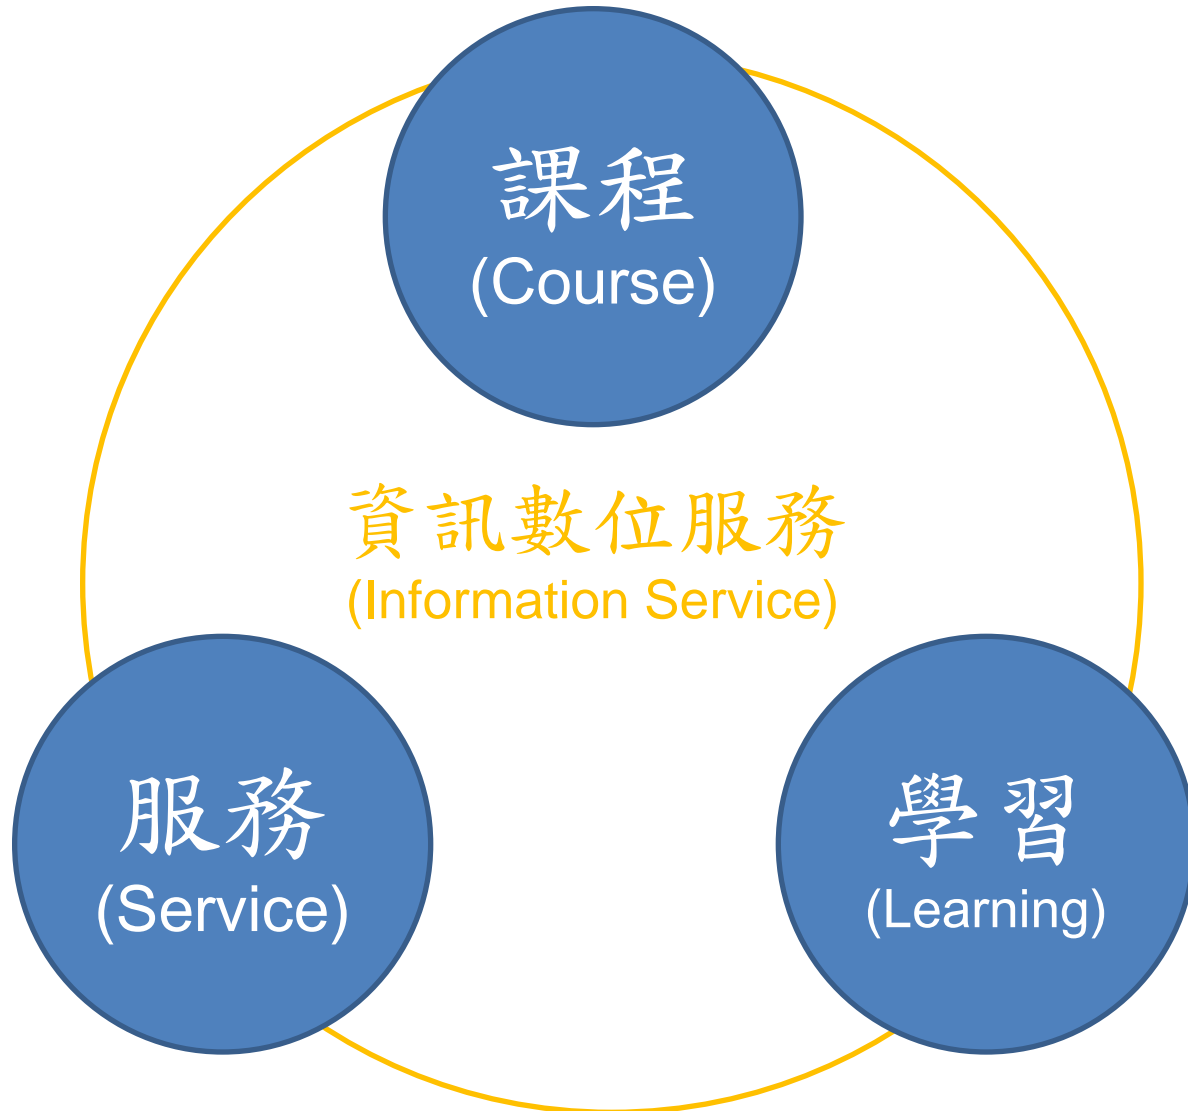 課程
(Course)
資訊數位服務
(Information Service)
服務
(Service)
學習
(Learning)